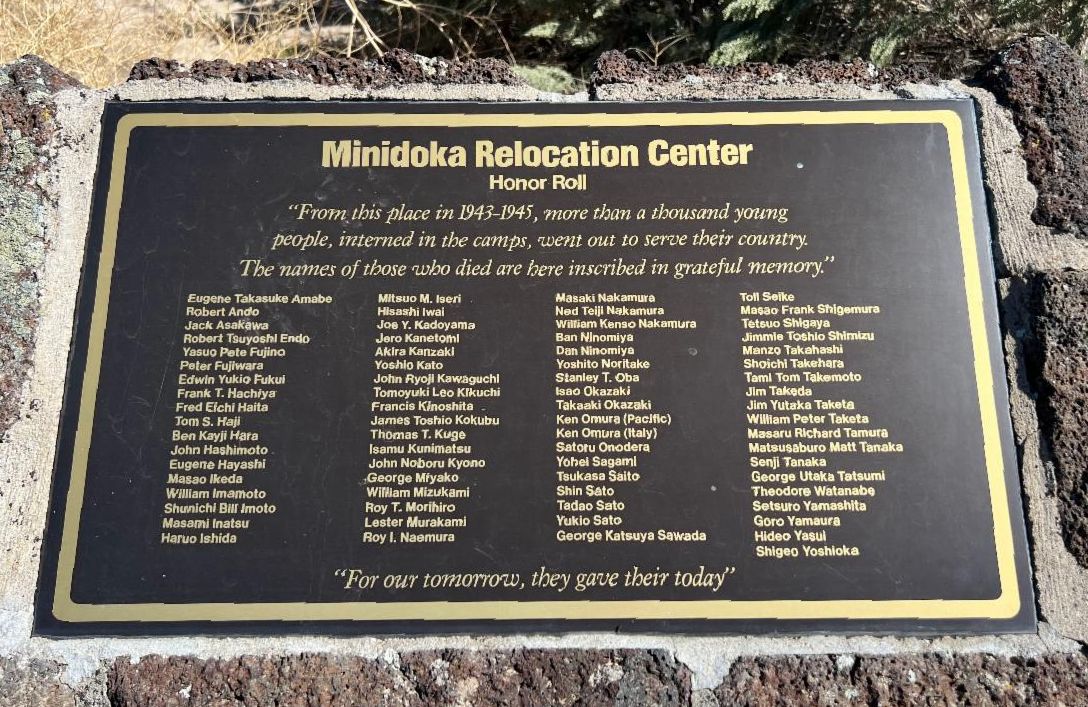 Minidoka Relocation Center
Honor Roll
"From this place in 1943-1945, more than a thousand young
people, interned in the camps, went out to serve their country.
The names of those who died are here inscribed in grateful memory."
Eugene Takasuke Amabe
Robert Ando
Jack Asakawa
Robert Tsuyoshi Endo
Yasuo Pete Fujino
Peter Fujiwara
Edwin Yukio Fukui
Frank T. Hachiya
Fred Eichi Haita
Tom S. Haji
Ben Kayji Hara
John Hashimoto
Eugene Hayashi
Masao Ikeda
William Imamoto
Shunichi Bill Imoto
Masami Inatsu
Haruo Ishida
Mitsuo M. Iseri
Hisashi Iwai
Joe Y. Kadoyama
Jero Kanetomi
Akira Kanzaki
Yoshio Kato
John Ryoji Kawaguchi
Tomoyuki Leo Kikuchi
Francis Kinoshita
James Toshio Kokubu
Thomas T. Kuge
Isamu Kunimatsu
John Noboru Kyono
George Miyako
William Mizukami
Roy T. Morihiro
Lester Murakami
Roy I. Naemura
Masaki Nakamura
Ned Teiji Nakamura
William Kenso Nakamura
Ban Ninomiya
Dan Ninomiya
Yoshito Noritake
Stanley T. Oba
Isao Okazaki
Takaaki Okazaki
Ken Omura (Pacific)
Ken Omura (Italy)
Satoru Onodera
Yohei Sagami
Tsukasa Saito
Shin Sato
Tadao Sato
Yukio Sato
George Katsuya Sawada
Toll Seike
Masao Frank Shigemura
Tetsuo Shigaya
Jimmie Toshio Shimizu
Manzo Takahashi
Shoichi Takehara
Tami Tom Takemoto
Jim Takeda
Jim Yutaka Taketa
William Peter Taketa
Masaru Richard Tamura
Matsusaburo Matt Tanaka
Senji Tanaka
George Utaka Tatsumi
Theodore Watanabe
Setsuro Yamashita
Goro Yamaura
Hideo Yasui
Shigeo Yoshioka
"For our tomorrow, they gave their today"